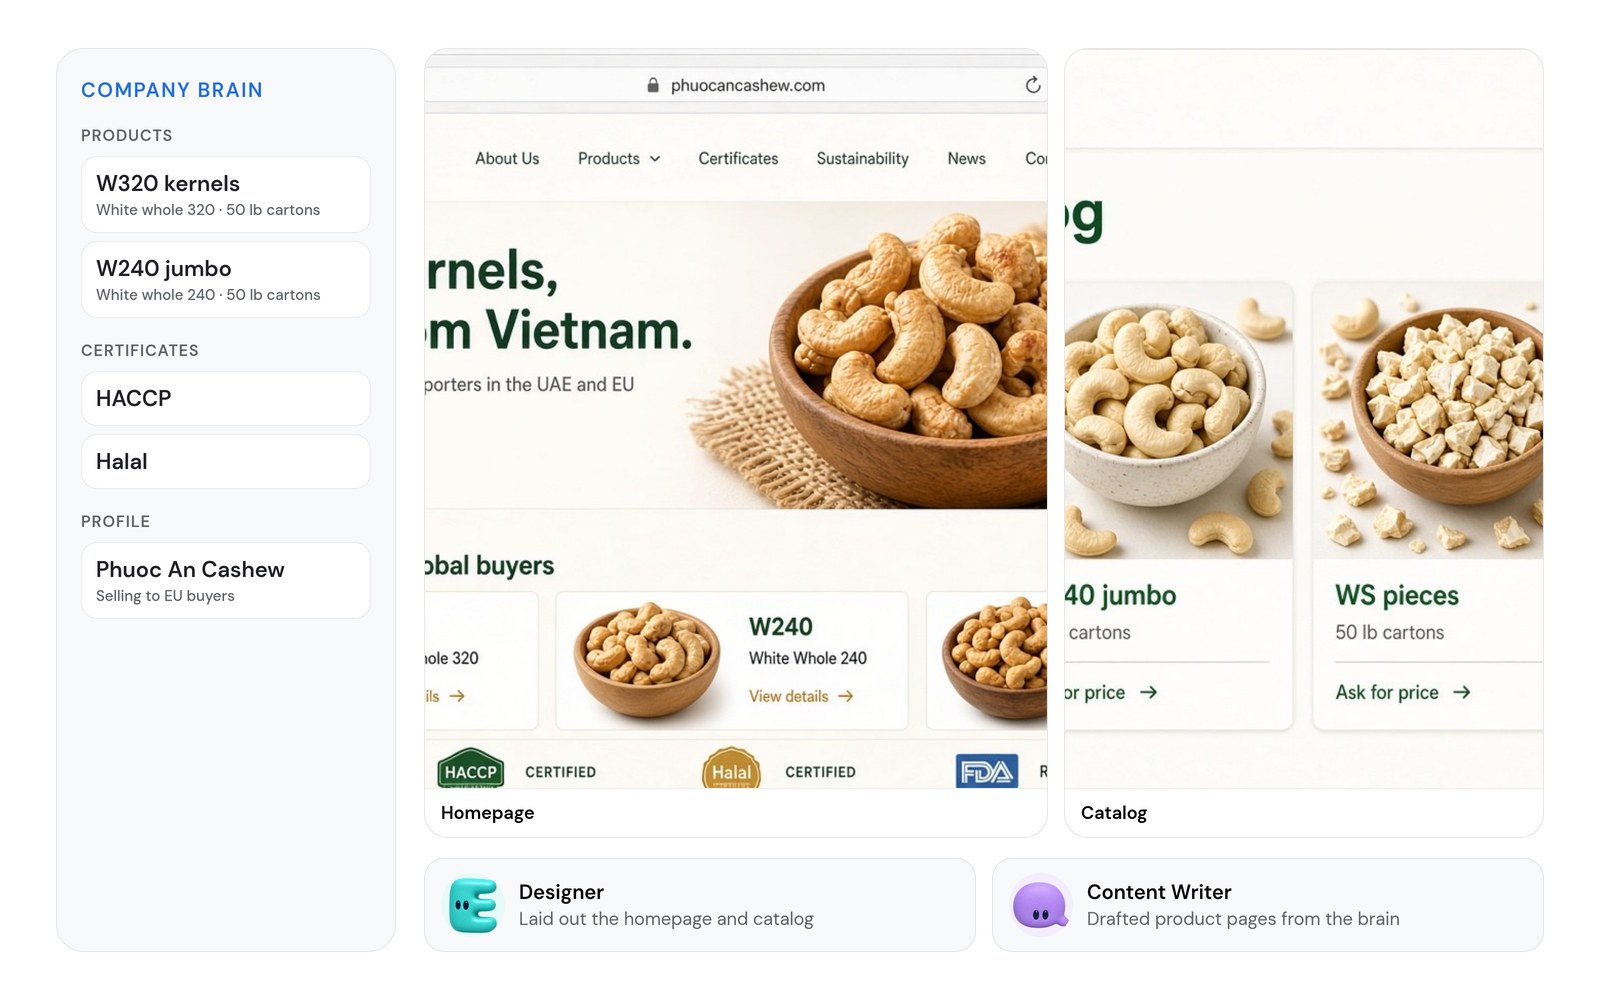 COMPANY BRAIN
PRODUCTS
W320 kernels
White whole 320 · 50 lb cartons
W240 jumbo
White whole 240 · 50 lb cartons
CERTIFICATES
HACCP
Halal
PROFILE
Phuoc An Cashew
Selling to EU buyers
phuocancashew.com
About Us
Products
Certificates
Sustainability
News
rnels,
om Vietnam.
porters in the UAE and EU
obal buyers
ole 320
ils →
W240
White Whole 240
View details →
HACCP
CERTIFIED
Halal
CERTIFIED
FDA
Homepage
og
40 jumbo
cartons
or price →
WS pieces
50 lb cartons
Ask for price →
Catalog
Designer
Laid out the homepage and catalog
Content Writer
Drafted product pages from the brain